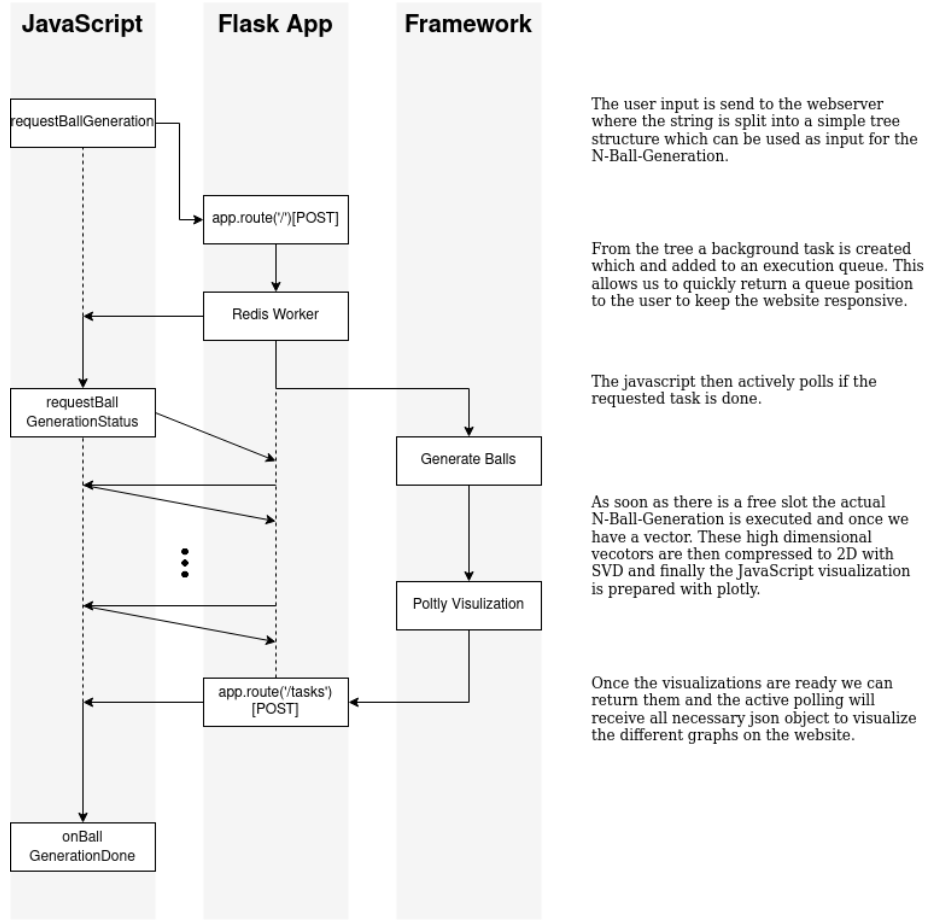 JavaScript
Flask App
Framework
requestBallGeneration
The user input is send to the webserver
where the string is split into a simple tree
structure which can be used as input for the
N-Ball-Generation.
app.route('/')[POST]
From the tree a background task is created
which and added to an execution queue. This
allows us to quickly return a queue position
to the user to keep the website responsive.
Redis Worker
The javascript then actively polls if the
requested task is done.
requestBall
GenerationStatus
Generate Balls
As soon as there is a free slot the actual
N-Ball-Generation is executed and once we
have a vector. These high dimensional
vecotors are then compressed to 2D with
SVD and finally the JavaScript visualization
is prepared with plotly.
Poltly Visulization
app.route('/tasks')
[POST]
Once the visualizations are ready we can
return them and the active polling will
receive all necessary json object to visualize
the different graphs on the website.
onBall
GenerationDone